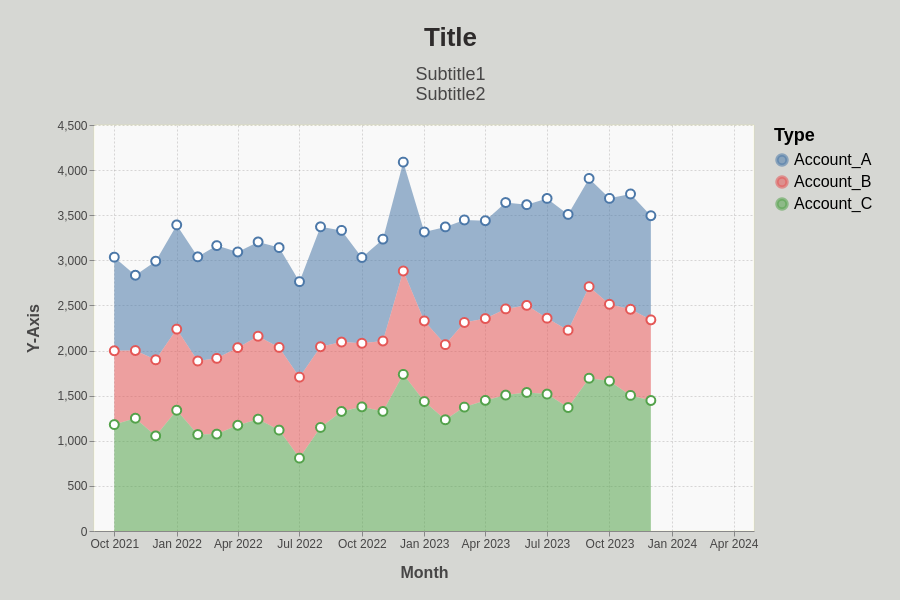 Title
Subtitle1
Subtitle2
Y-Axis
4,500
4,000
3,500
3,000
2,500
2,000
1,500
1,000
500
0
Oct 2021 Jan 2022 Apr 2022 Jul 2022 Oct 2022 Jan 2023 Apr 2023 Jul 2023 Oct 2023 Jan 2024 Apr 2024
Month
Type
Account_A
Account_B
Account_C